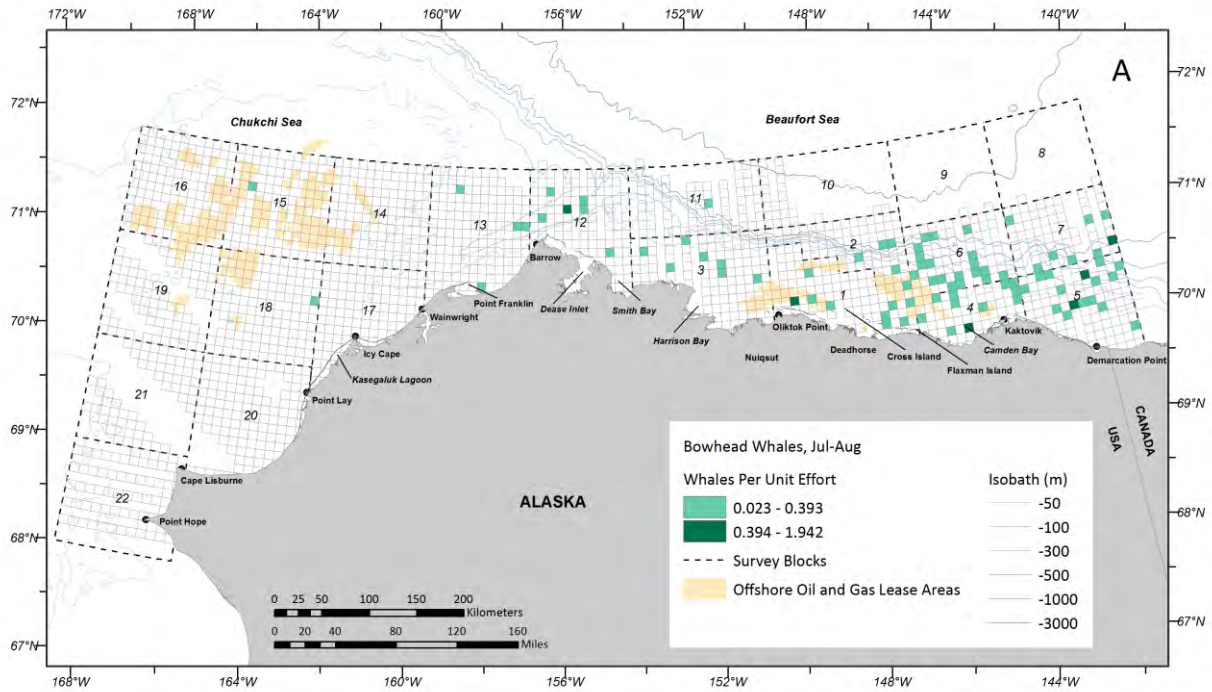 172°W 160°W 156°W 152°W 148°W 144°W 140°W
A
72°N 72°N
Chukchi Sea Beaufort Sea
8
9
10
16 15 14 11
71°N 71°N
13 12
7
2 6
3
19 18 17 1 4 5
Barrow
70°N 70°N
Point Franklin Dease Inlet Smith Bay
Wainwright
Harrison Bay Oliktok Point Kaktovik
Icy Cape
Nuiqsut Deadhorse Cross Island Camden Bay Demarcation Point
Flaxman Island
Kasegaluk Lagoon
21 20
Point Lay
69°N 69°N
CANADA
USA
Cape Lisburne
22
Point Hope
68°N 68°N
ALASKA
67°N 67°N
Bowhead Whales, Jul-Aug
Whales Per Unit Effort
0.023 - 0.393
0.394 - 1.942
Survey Blocks
Offshore Oil and Gas Lease Areas
Isobath (m)
-50
-100
-300
-500
-1000
-3000
0 25 50 100 150 200
Kilometers
0 20 40 80 120 160
Miles
168°W 164°W 160°W 156°W 152°W 148°W 144°W